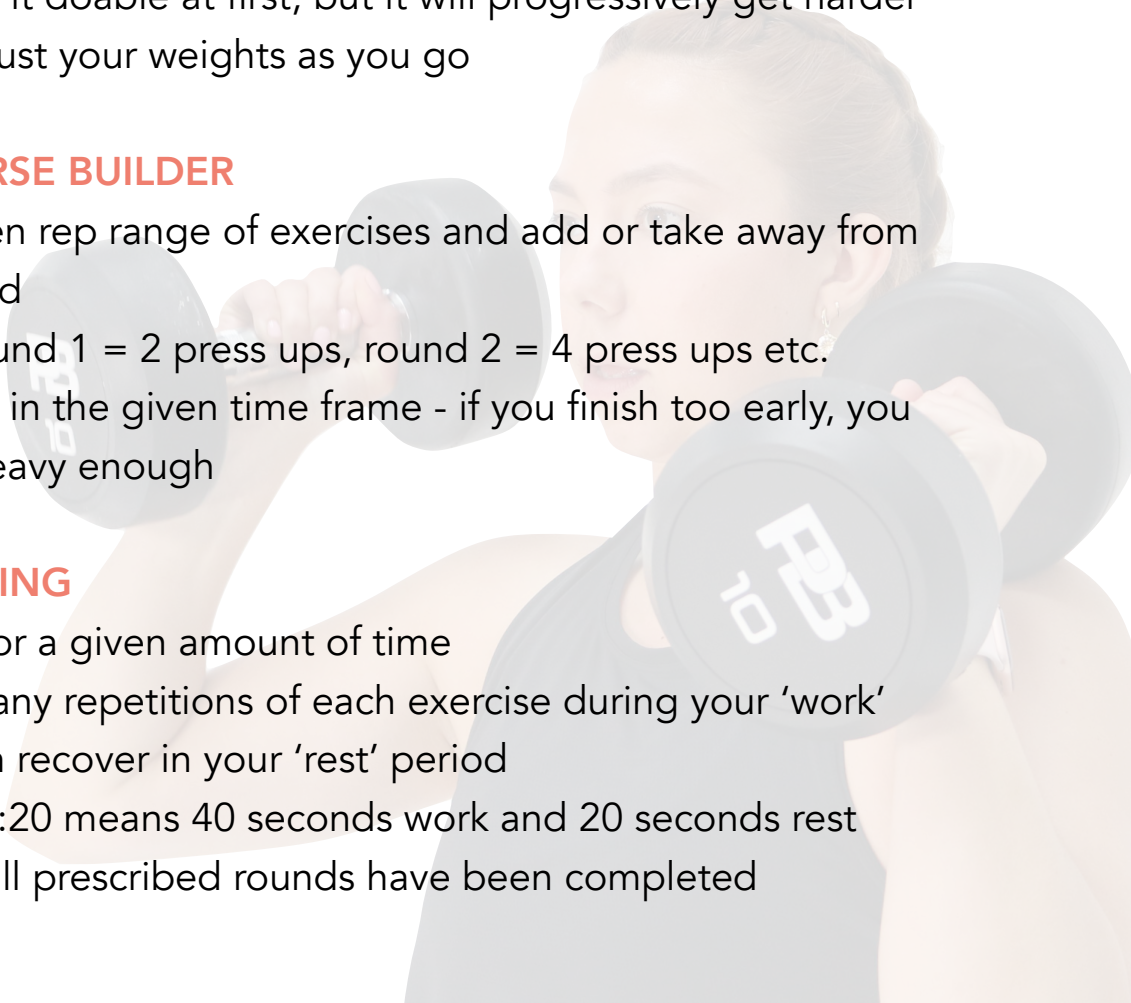 it doable at first, but it will progressively get harder
ust your weights as you go
RSE BUILDER
en rep range of exercises and add or take away from
d
und 1 = 2 press ups, round 2 = 4 press ups etc.
in the given time frame - if you finish too early, you
eavy enough
ING
or a given amount of time
any repetitions of each exercise during your ‘work’
n recover in your ‘rest’ period
:20 means 40 seconds work and 20 seconds rest
ll prescribed rounds have been completed
PB
10
10